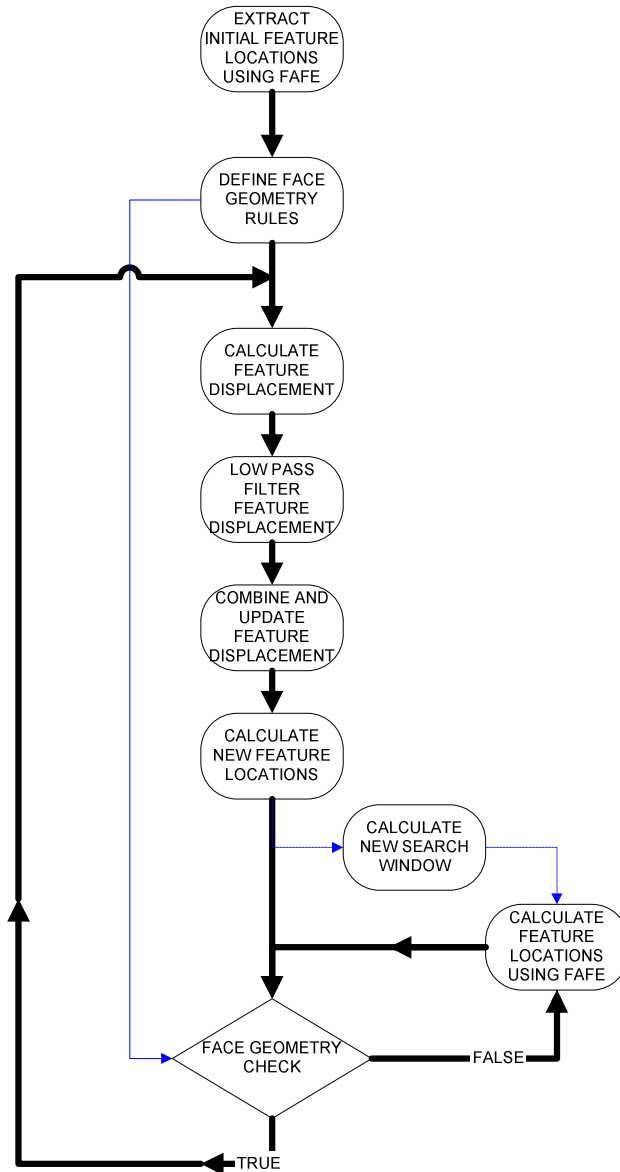 EXTRACT
INITIAL FEATURE
LOCATIONS
USING FAFE
DEFINE FACE
GEOMETRY
RULES
CALCULATE
FEATURE
DISPLACEMENT
LOW PASS
FILTER
FEATURE
DISPLACEMENT
COMBINE AND
UPDATE
FEATURE
DISPLACEMENT
CALCULATE
NEW FEATURE
LOCATIONS
CALCULATE
NEW SEARCH
WINDOW
CALCULATE
FEATURE
LOCATIONS
USING FAFE
FACE GEOMETRY
CHECK
FALSE
TRUE